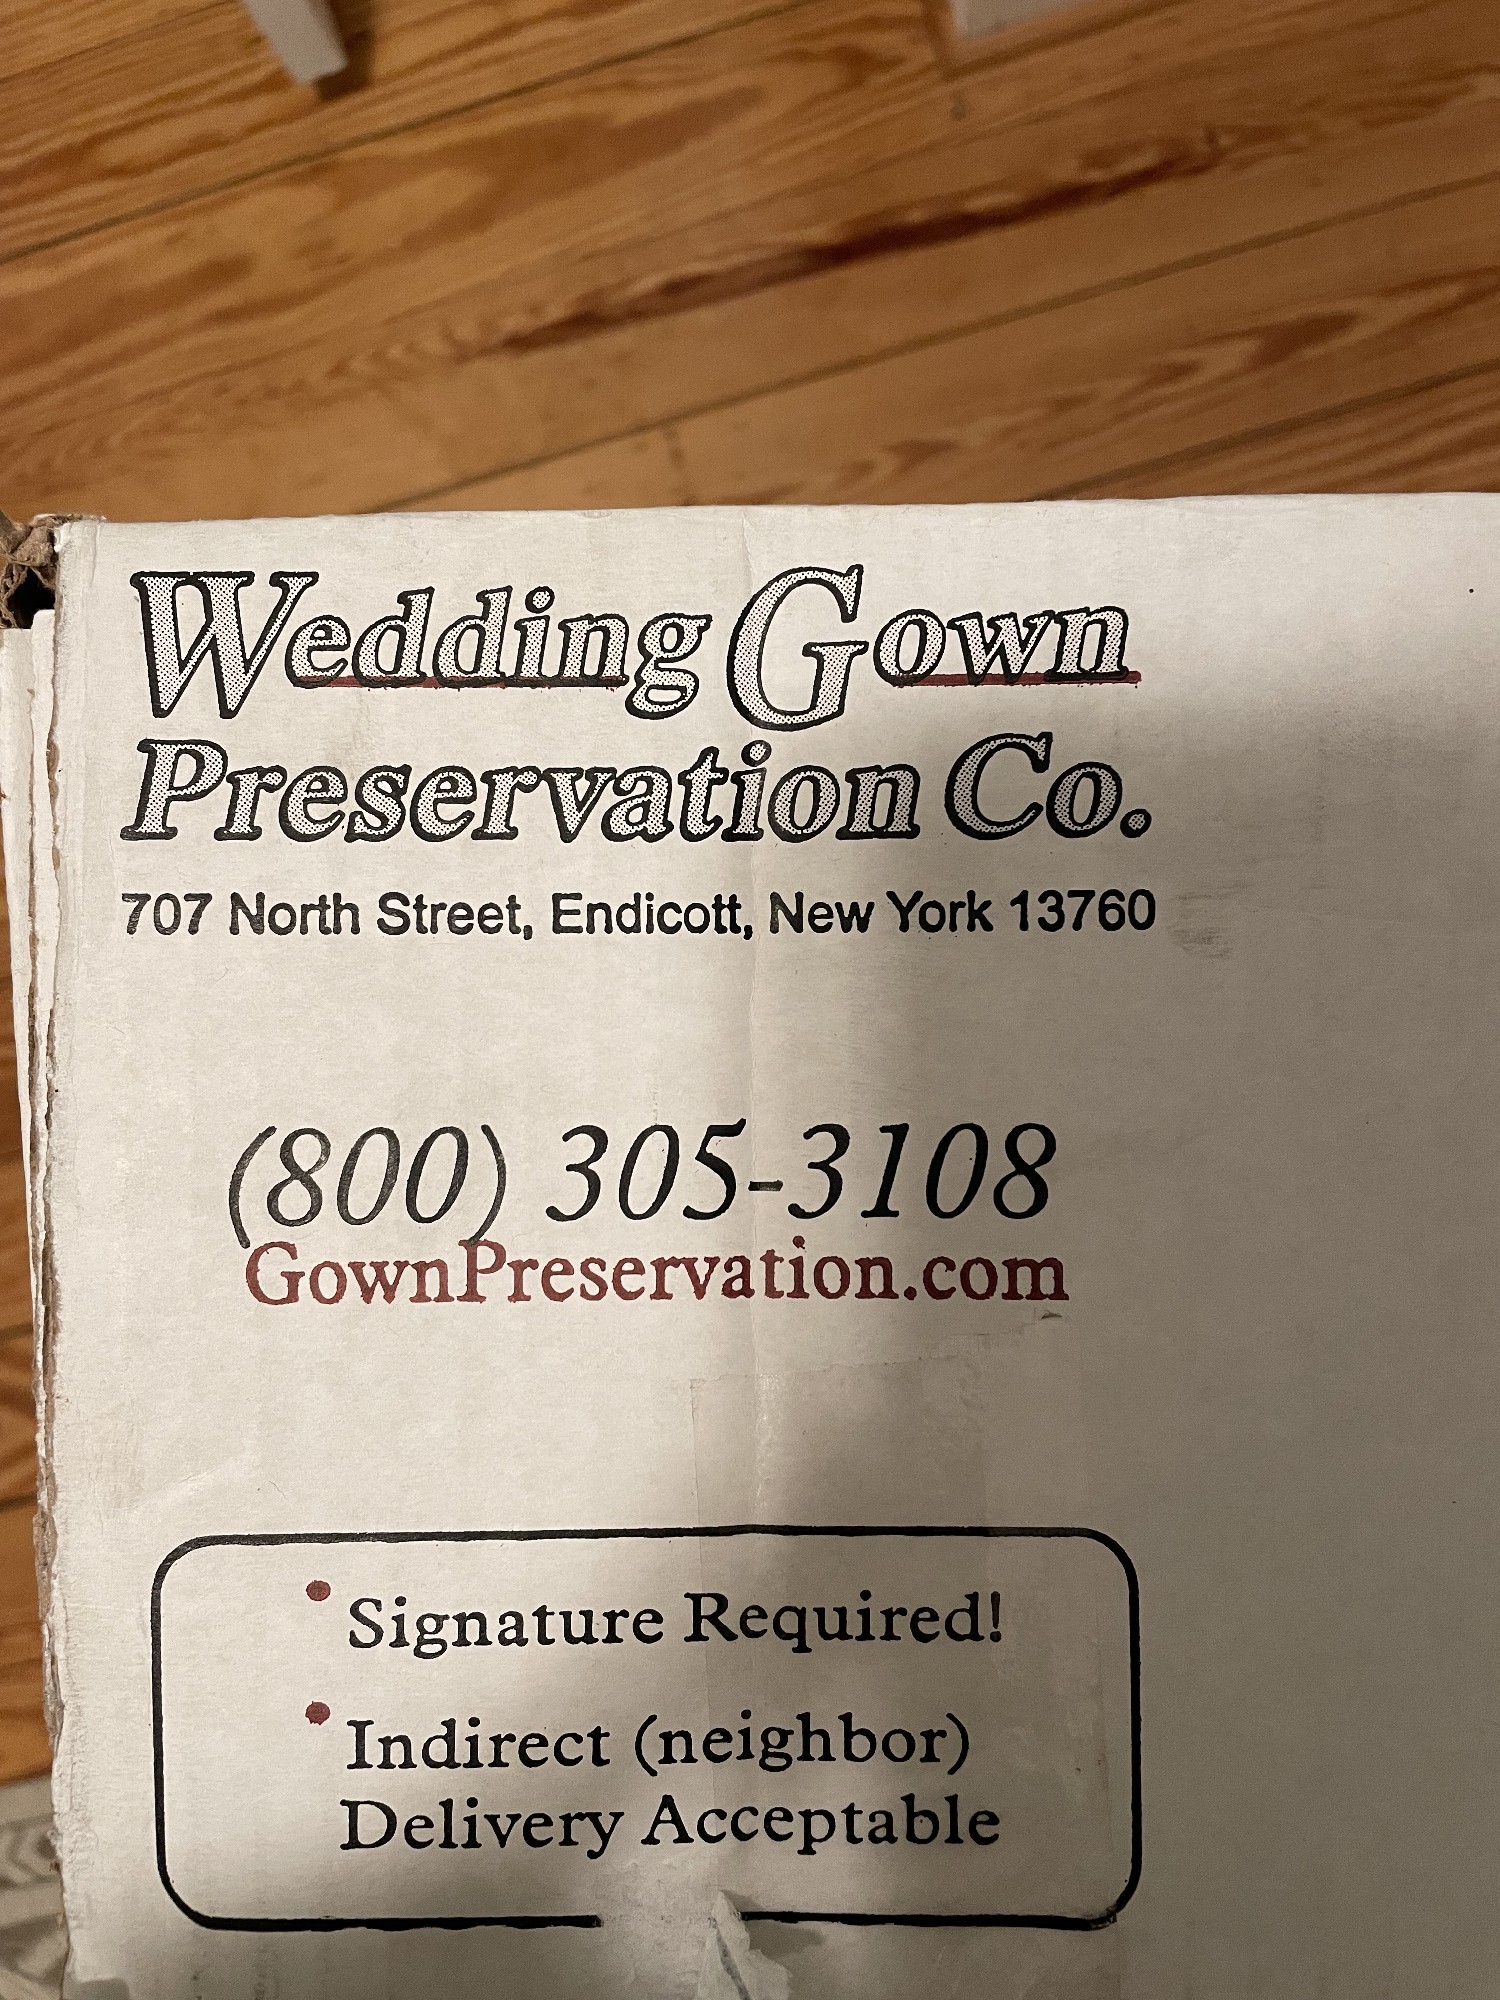 Wedding Gown
Preservation Co.
707 North Street, Endicott, New York 13760
(800) 305-3108
GownPreservation.com
• Signature Required!
• Indirect (neighbor)
Delivery Acceptable